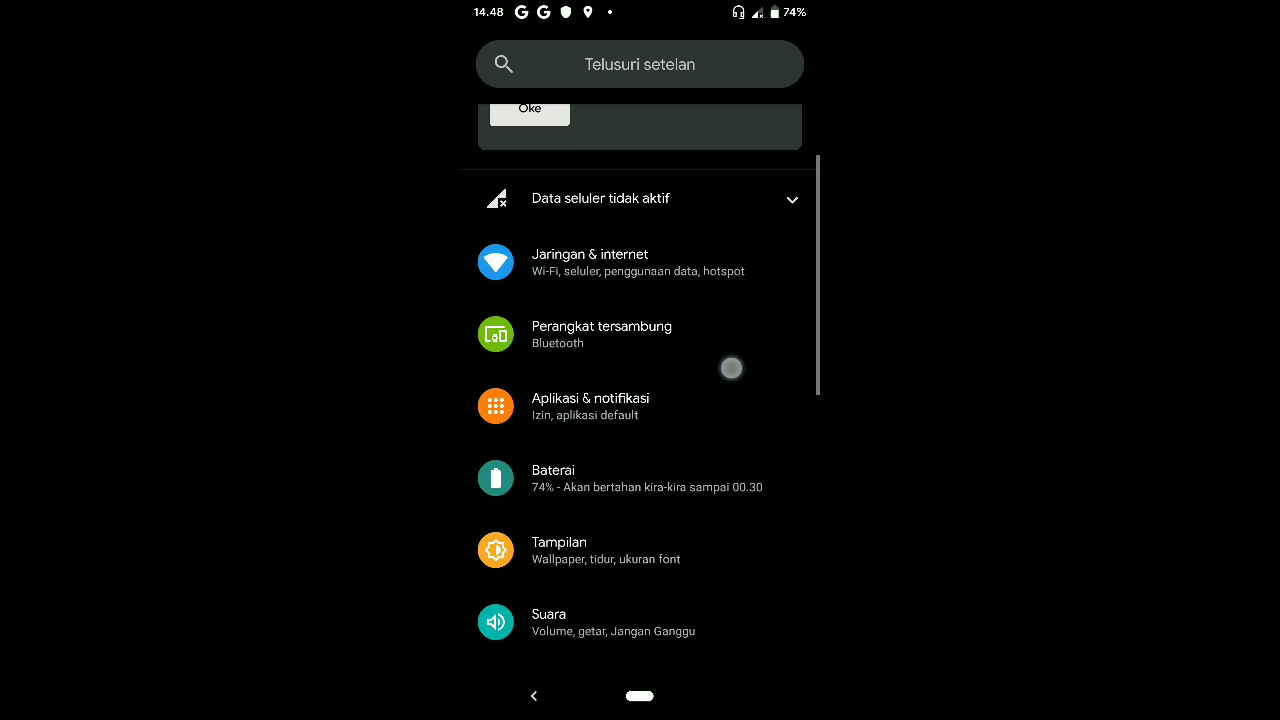 14.48 74%
Telusuri setelan
Oke
Data seluler tidak aktif
Jaringan & internet
Wi-Fi, seluler, penggunaan data, hotspot
Perangkat tersambung
Bluetooth
Aplikasi & notifikasi
Izin, aplikasi default
Baterai
74% - Akan bertahan kira-kira sampai 00.30
Tampilan
Wallpaper, tidur, ukuran font
Suara
Volume, getar, Jangan Ganggu